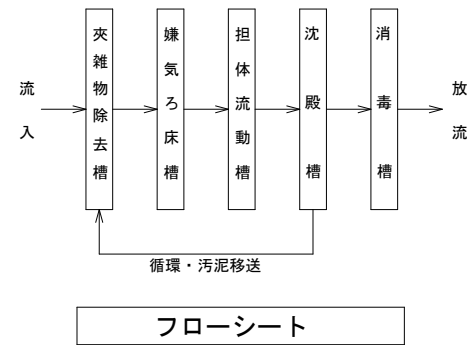 流入
夾雑物除去槽
嫌気ろ床槽
担体流動槽
沈殿槽
消毒槽
放流
循環・汚泥移送
フローシート